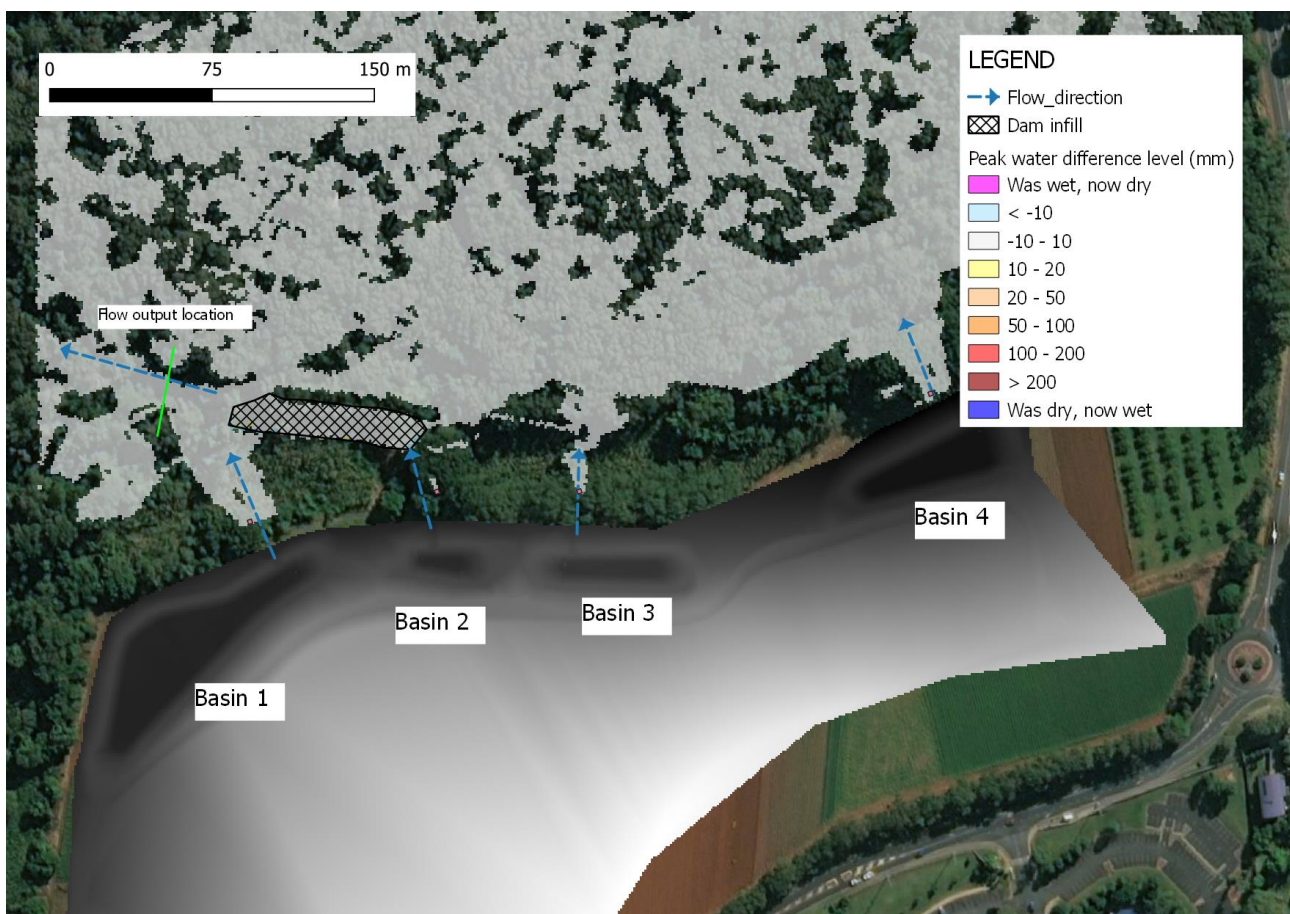 0 75 150 m
LEGEND
Flow_direction
Dam infill
Peak water difference level (mm)
Was wet, now dry
< -10
-10 - 10
10 - 20
20 - 50
50 - 100
100 - 200
> 200
Was dry, now wet
Flow output location
Basin 4
Basin 3
Basin 2
Basin 1